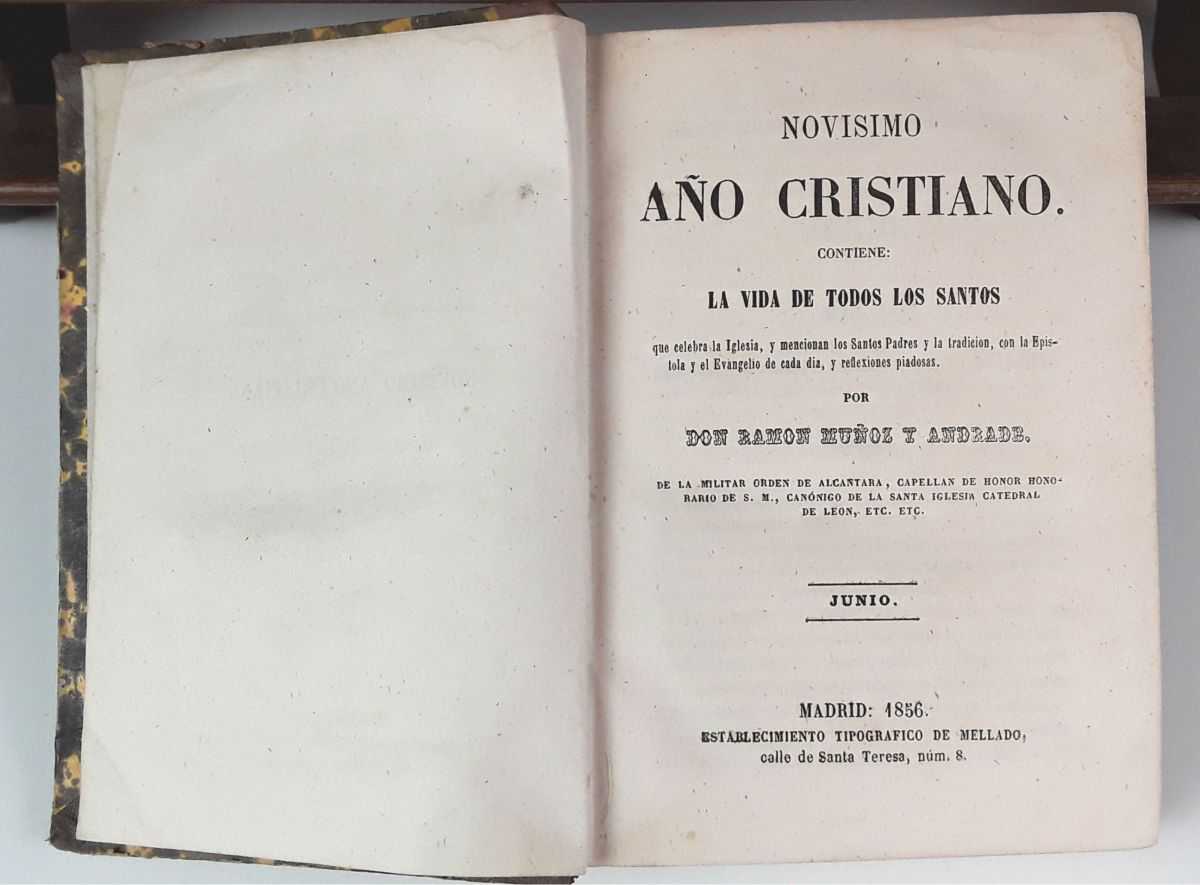 NOVISIMO
AÑO CRISTIANO.
CONTIENE:
LA VIDA DE TODOS LOS SANTOS
que celebra la Iglesia, y mencionan los Santos Padres y la tradicion, con la Epis-
tola y el Evangelio de cada dia, y reflexiones piadosas.
POR
DON RAMON MUÑOZ Y ANDRADE.
DE LA MILITAR ORDEN DE ALCANTARA, CAPELLAN DE HONOR HONO-
RARIO DE S. M., CANÓNIGO DE LA SANTA IGLESIA CATEDRAL
DE LEON, ETC. ETC.
JUNIO.
MADRID: 1856.
ESTABLECIMIENTO TIPOGRAFICO DE MELLADO,
calle de Santa Teresa, núm. 8.